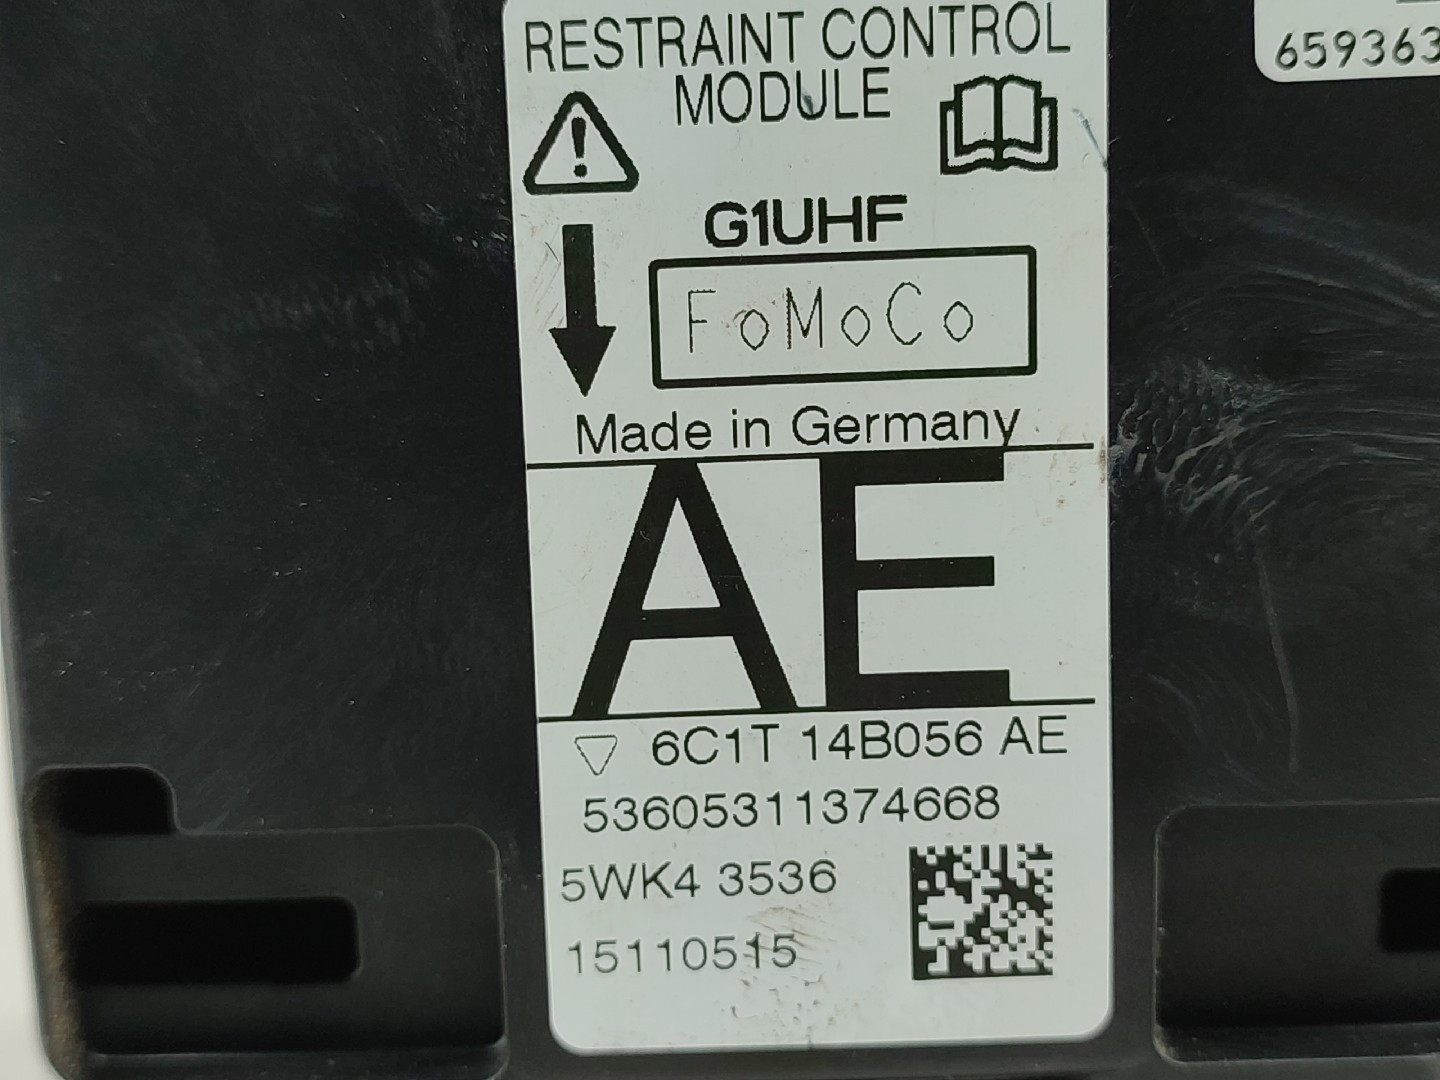 RESTRAINT CONTROL
MODULE
659363
G1UHF
FoMoCo
Made in Germany
AE
6C1T 14B056 AE
53605311374668
5WK4 3536
15110515